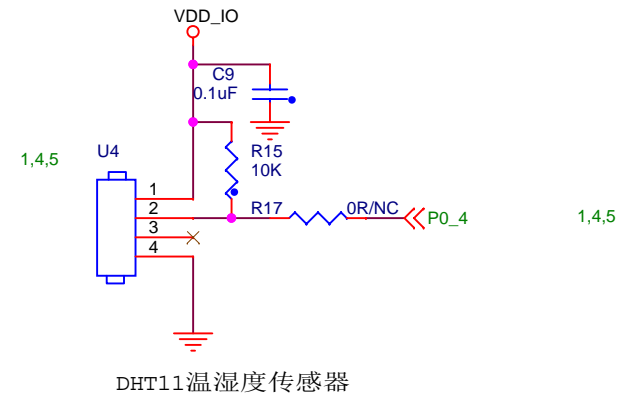 VDD_IO
C9
0.1uF
1,4,5
U4
R15
10K
1
2
R17
0R/NC
P0_4
1,4,5
3
4
DHT11温湿度传感器